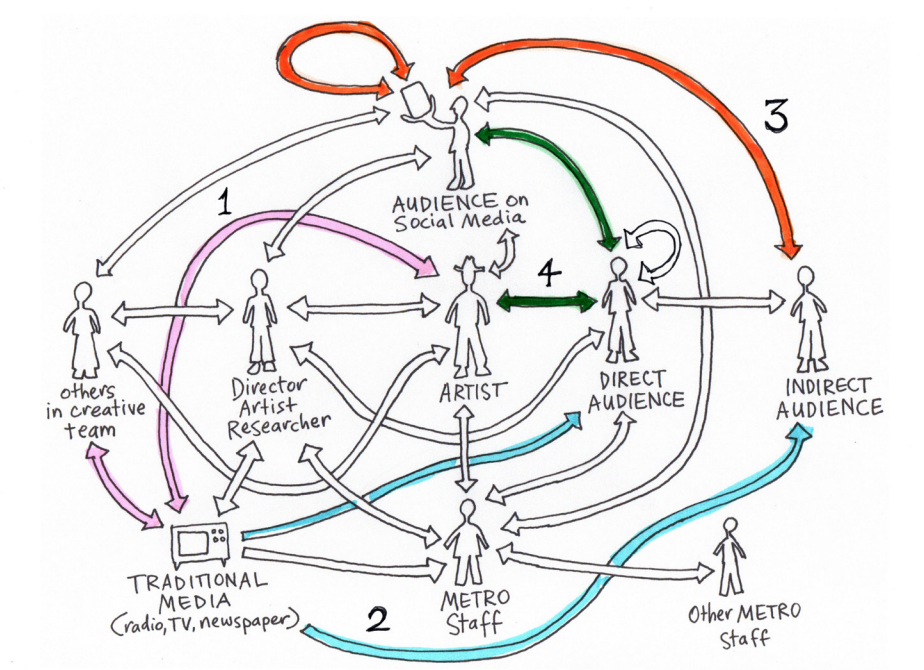 3
AUDIENCE on
Social Media
1
4
others
in creative
team
Director
Artist
Researcher
ARTIST
DIRECT
AUDIENCE
INDIRECT
AUDIENCE
TRADITIONAL
MEDIA
(radio, TV, newspaper)
2
METRO
Staff
Other METRO
Staff